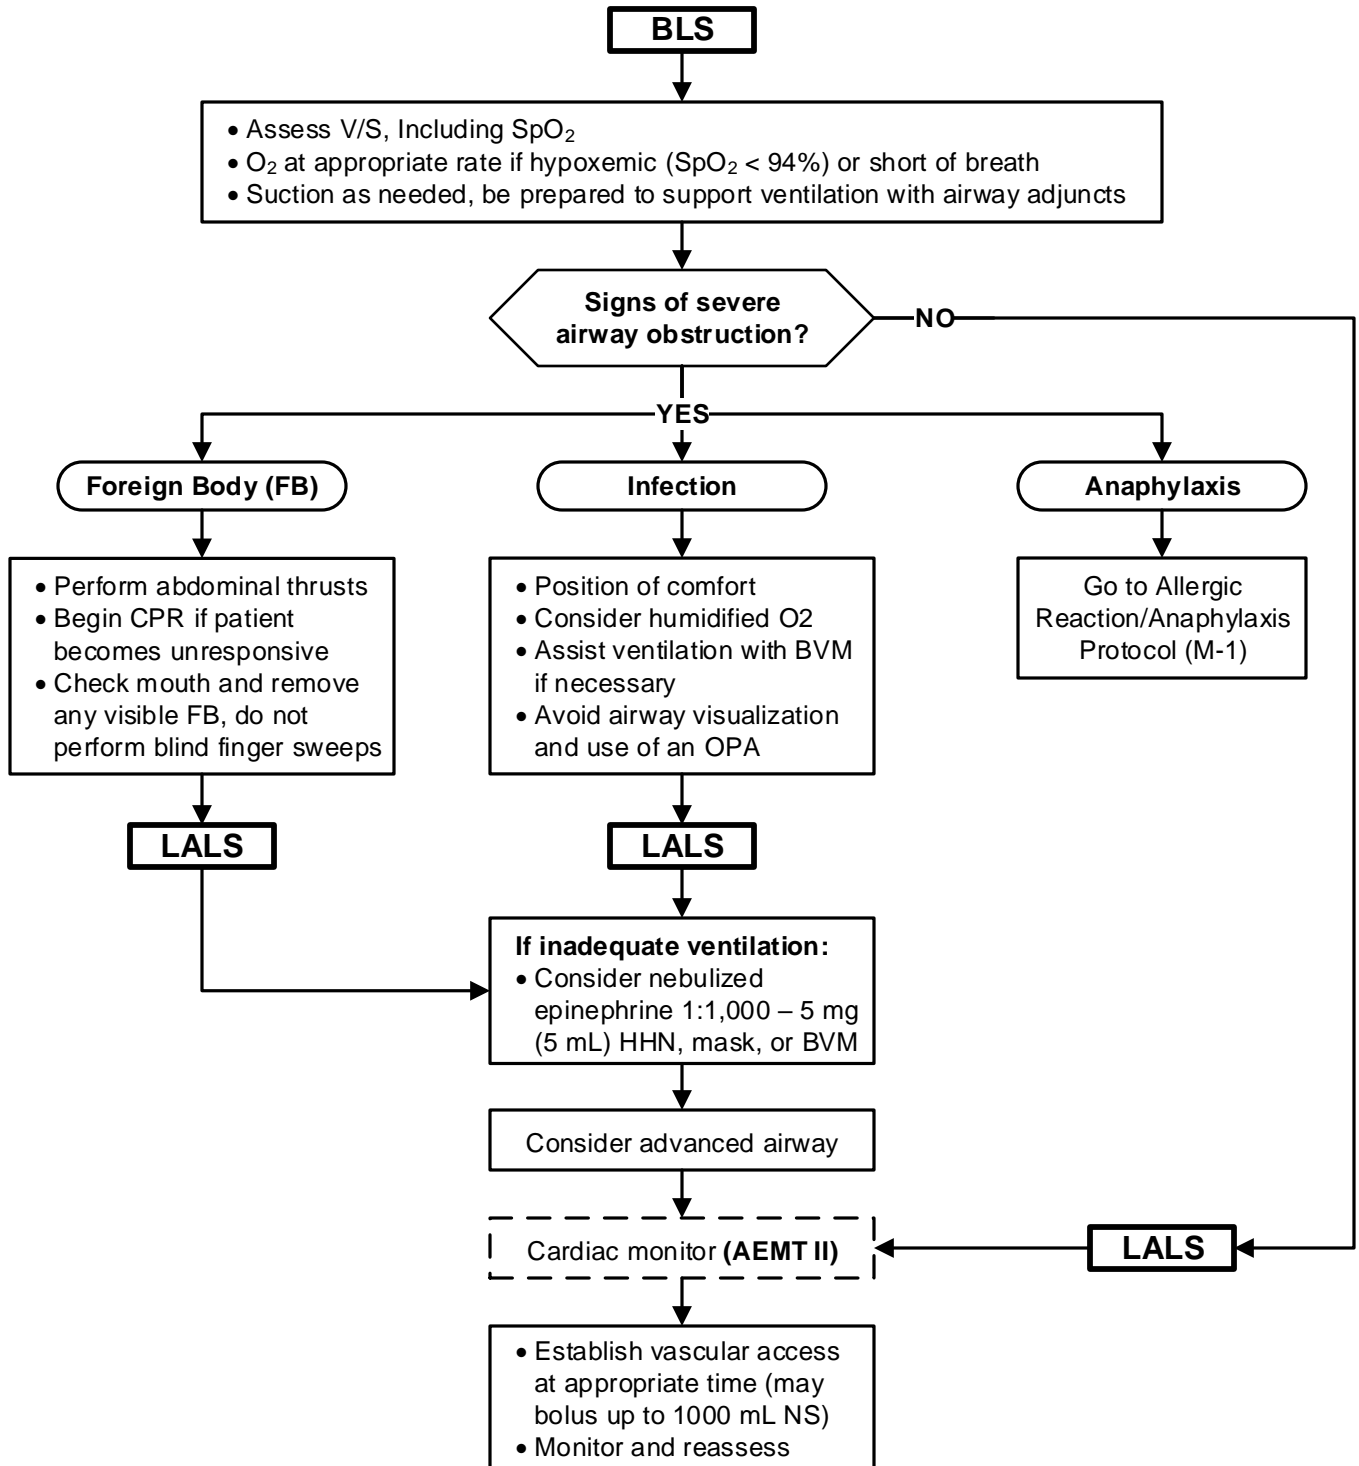 BLS
• Assess V/S, Including SpO₂
• O₂ at appropriate rate if hypoxemic (SpO₂ < 94%) or short of breath
• Suction as needed, be prepared to support ventilation with airway adjuncts
Signs of severe
airway obstruction?
NO
YES
Foreign Body (FB)
• Perform abdominal thrusts
• Begin CPR if patient
becomes unresponsive
• Check mouth and remove
any visible FB, do not
perform blind finger sweeps
LALS
Infection
• Position of comfort
• Consider humidified O2
• Assist ventilation with BVM
if necessary
• Avoid airway visualization
and use of an OPA
LALS
Anaphylaxis
Go to Allergic
Reaction/Anaphylaxis
Protocol (M-1)
If inadequate ventilation:
• Consider nebulized
epinephrine 1:1,000 – 5 mg
(5 mL) HHN, mask, or BVM
Consider advanced airway
Cardiac monitor (AEMT II)
LALS
• Establish vascular access
at appropriate time (may
bolus up to 1000 mL NS)
• Monitor and reassess